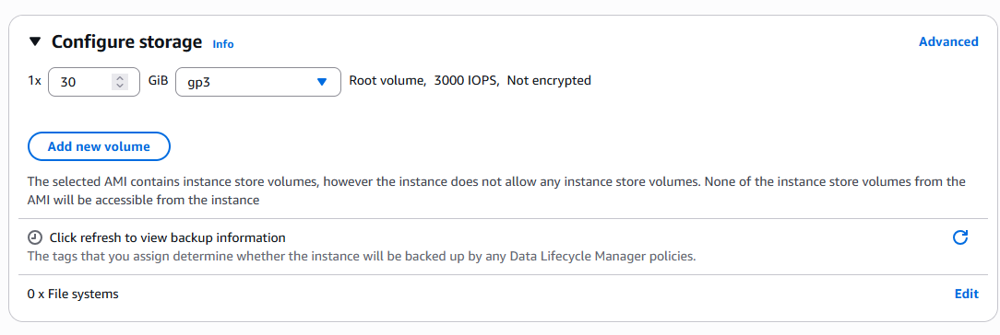 Configure storage Info Advanced
1x 30 GiB gp3 Root volume, 3000 IOPS, Not encrypted
Add new volume
The selected AMI contains instance store volumes, however the instance does not allow any instance store volumes. None of the instance store volumes from the
AMI will be accessible from the instance
Click refresh to view backup information
The tags that you assign determine whether the instance will be backed up by any Data Lifecycle Manager policies.
0 x File systems Edit